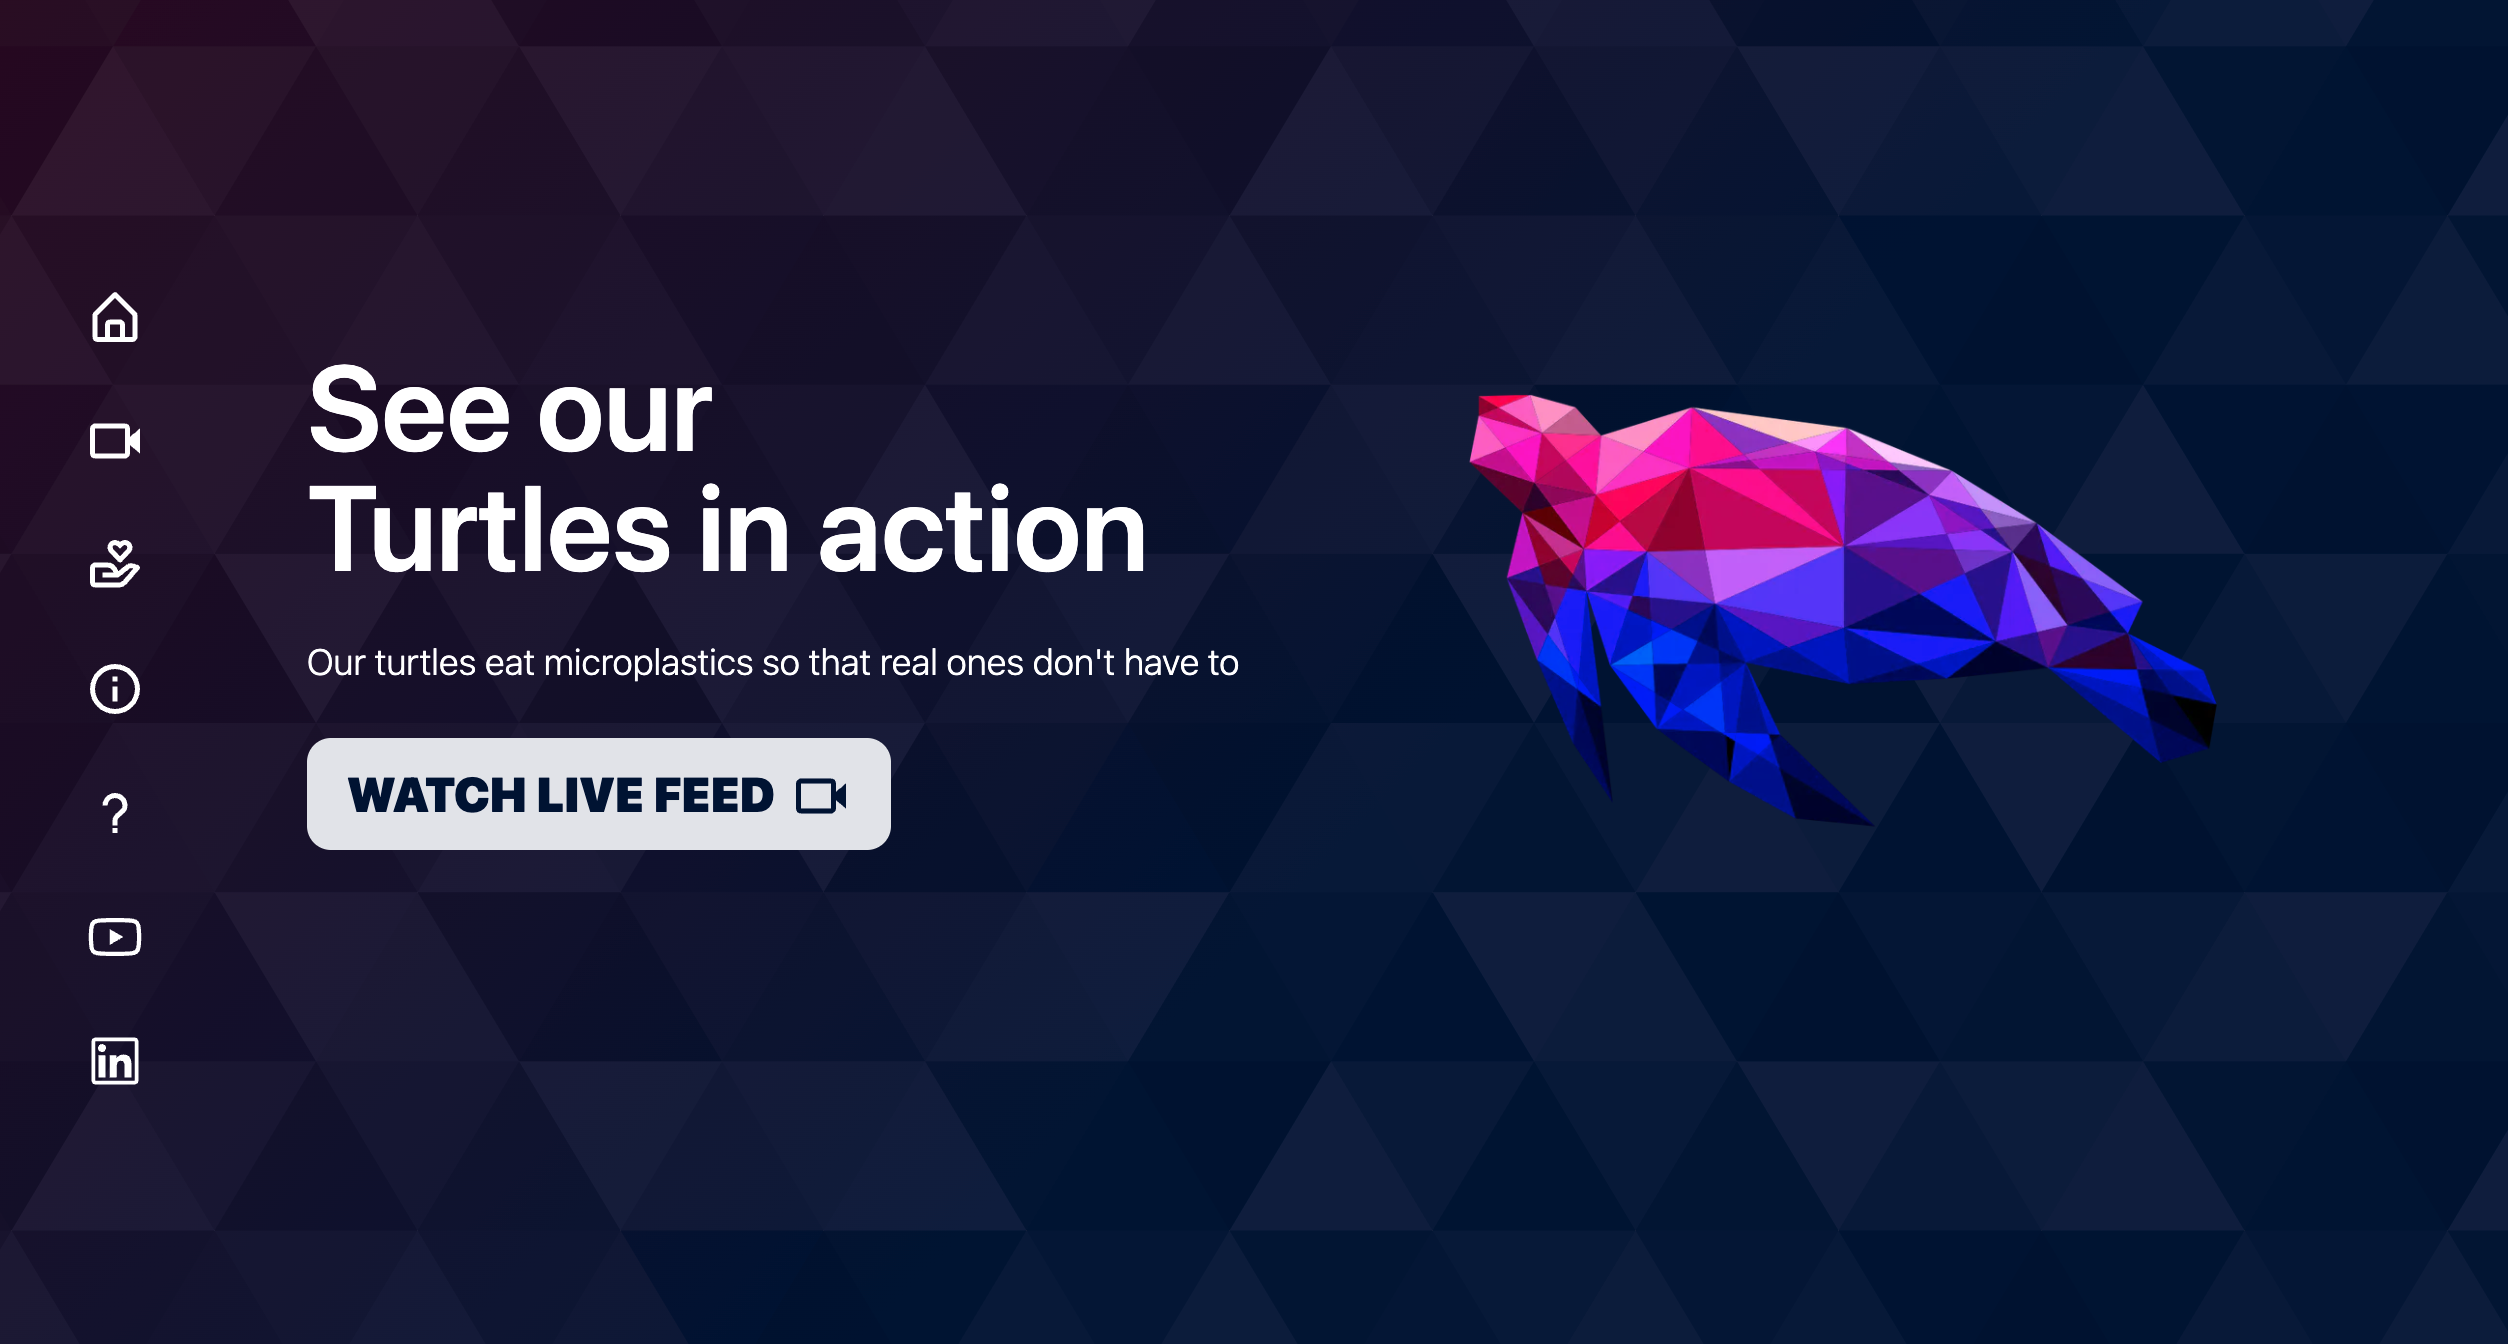 See our
Turtles in action
Our turtles eat microplastics so that real ones don't have to
WATCH LIVE FEED
in